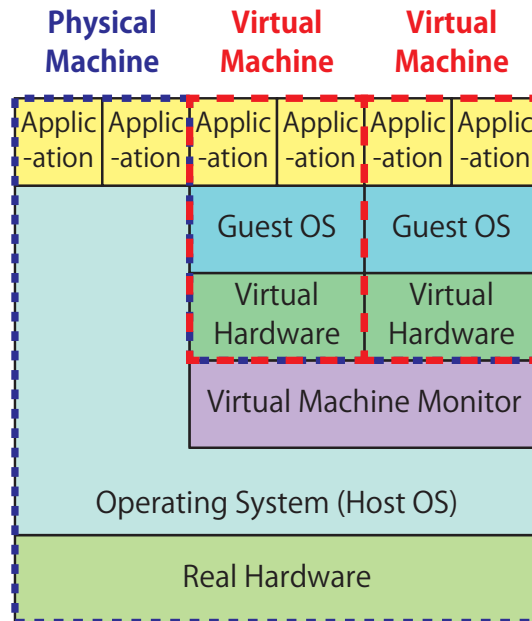 Physical
Machine
Virtual
Machine
Virtual
Machine
Applic
-ation
Applic
-ation
Applic
-ation
Applic
-ation
Applic
-ation
Applic
-ation
Guest OS
Guest OS
Virtual
Hardware
Virtual
Hardware
Virtual Machine Monitor
Operating System (Host OS)
Real Hardware